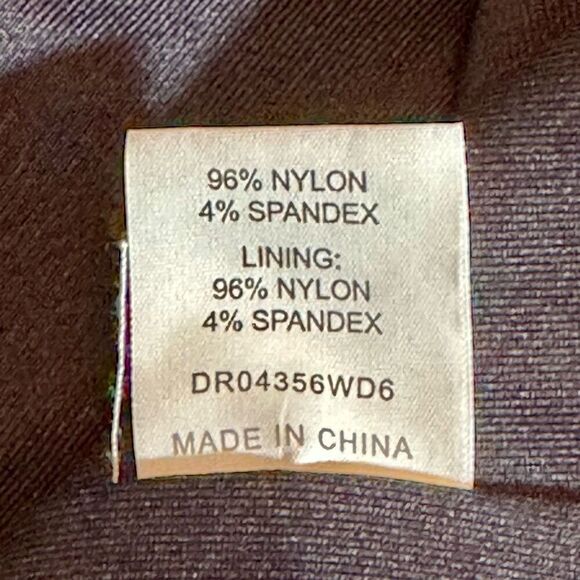 96% NYLON
4% SPANDEX
LINING:
96% NYLON
4% SPANDEX
DR04356WD6
MADE IN CHINA